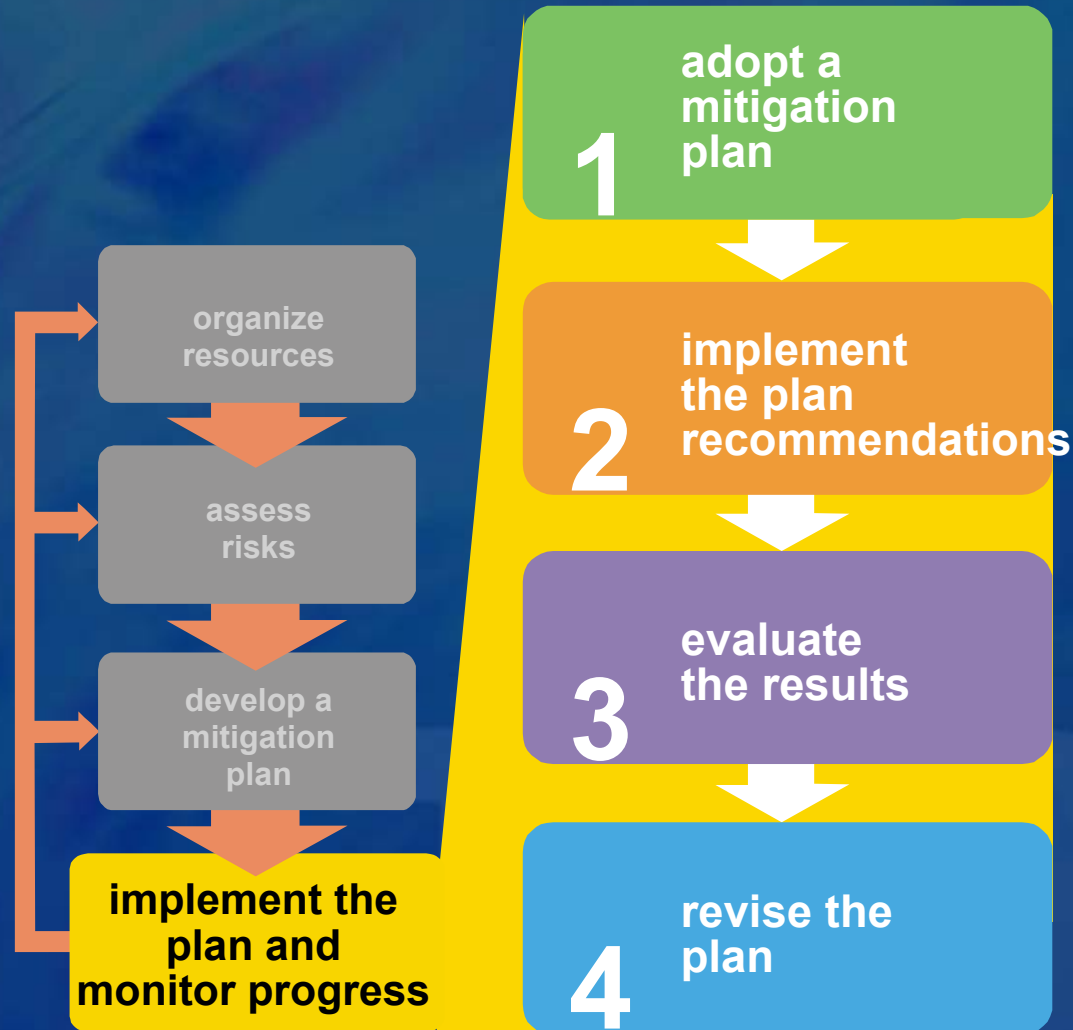 organize
resources
assess
risks
develop a
mitigation
plan
implement the
plan and
monitor progress
1
adopt a
mitigation
plan
2
implement
the plan
recommendations
3
evaluate
the results
4
revise the
plan